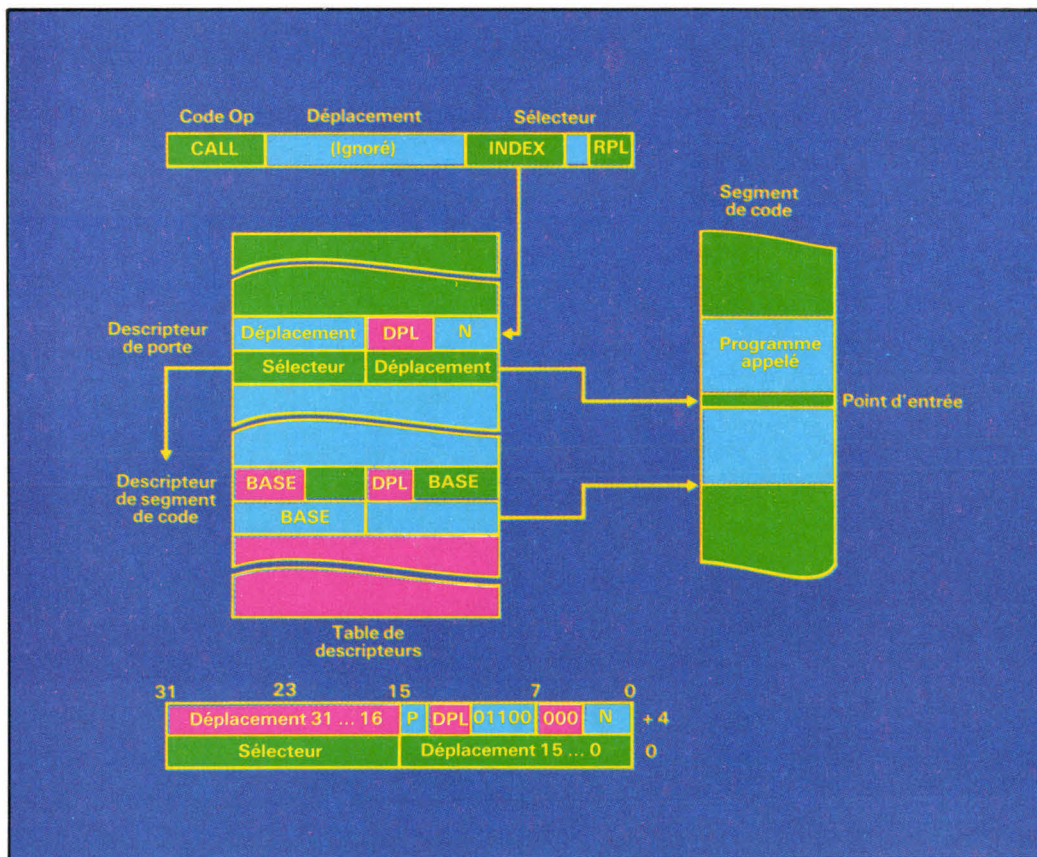 Code Op Déplacement Sélecteur
CALL (Ignoré) INDEX RPL
Segment
de code
Descripteur
de porte
Déplacement DPL N
Sélecteur Déplacement
Programme
appelé
Point d'entrée
Descripteur
de segment
de code
BASE DPL BASE
BASE
Table de
descripteurs
31 23 15 7 0
Déplacement 31 ... 16 P DPL 01100 000 N + 4
Sélecteur Déplacement 15 ... 0 0